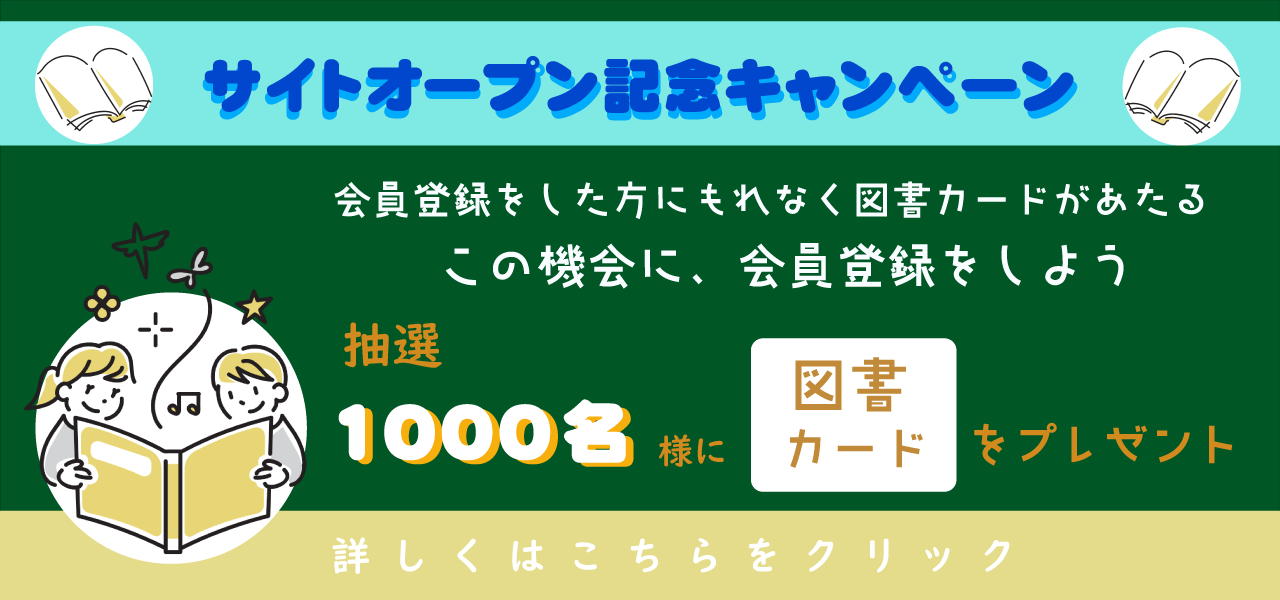 サイトオープン記念キャンペーン
会員登録をした方にもれなく図書カードがあたる
この機会に、会員登録をしよう
抽選
1000名 様に 図書カード をプレゼント
詳しくはこちらをクリック